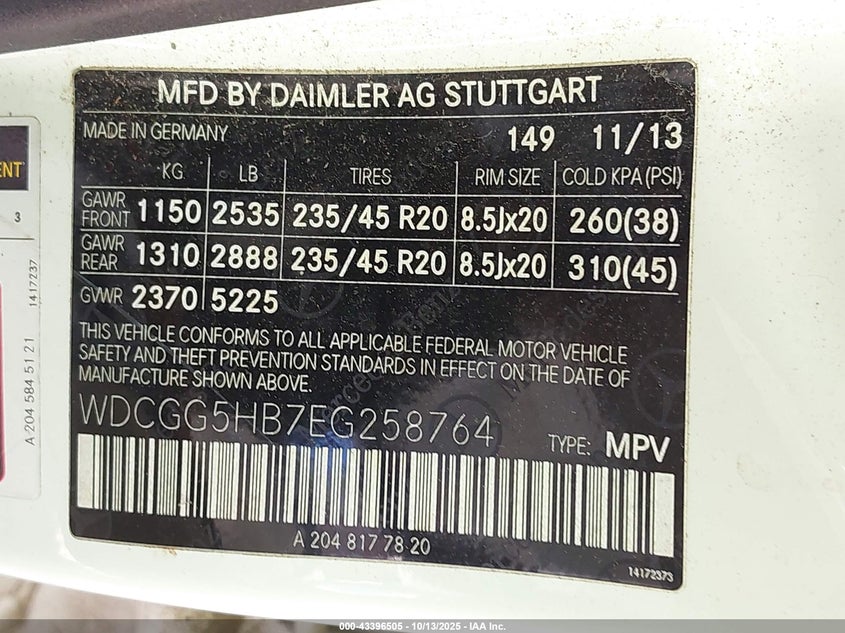 MFD BY DAIMLER AG STUTTGART
MADE IN GERMANY 149 11/13
KG LB TIRES RIM SIZE COLD KPA (PSI)
GAWR FRONT 1150 2535 235/45 R20 8.5Jx20 260(38)
GAWR REAR 1310 2888 235/45 R20 8.5Jx20 310(45)
GVWR 2370 5225
THIS VEHICLE CONFORMS TO ALL APPLICABLE FEDERAL MOTOR VEHICLE
SAFETY AND THEFT PREVENTION STANDARDS IN EFFECT ON THE DATE OF
MANUFACTURE SHOWN ABOVE.
WDCGG5HB7EG258764
TYPE: MPV
A 204 817 78 20
14172373
ENT
3
1417237
A 204 584 51 21
000-43396505 - 10/13/2025 - IAA Inc.